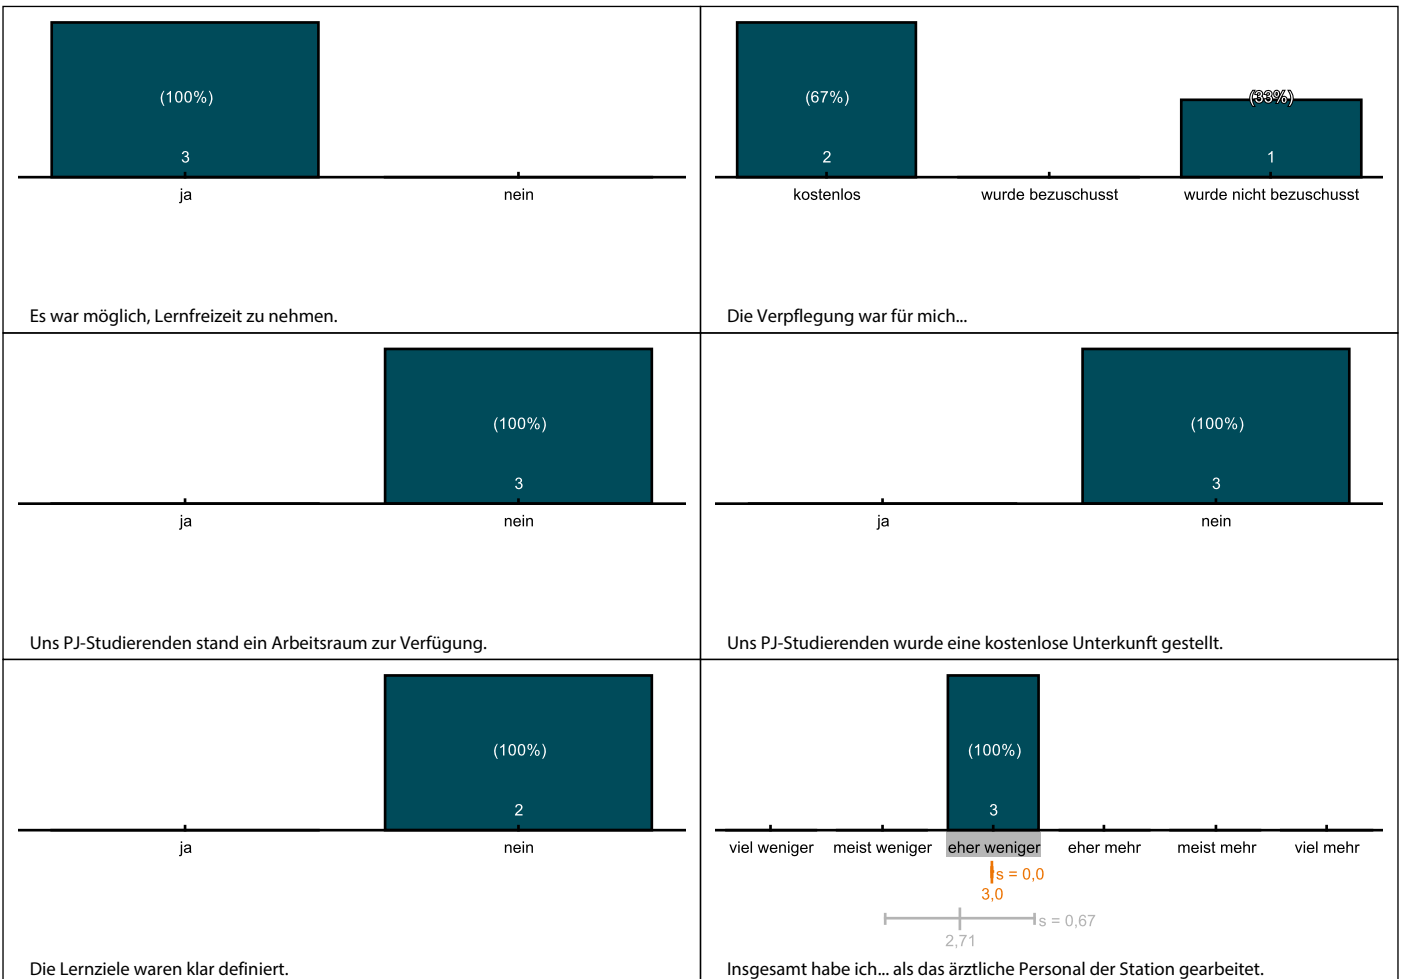 (100%)
3
ja
nein
Es war möglich, Lernfreizeit zu nehmen.
(67%)
2
(33%)
1
kostenlos
wurde bezuschusst
wurde nicht bezuschusst
Die Verpflegung war für mich...
(100%)
3
ja
nein
Uns PJ-Studierenden stand ein Arbeitsraum zur Verfügung.
(100%)
3
ja
nein
Uns PJ-Studierenden wurde eine kostenlose Unterkunft gestellt.
(100%)
2
ja
nein
Die Lernziele waren klar definiert.
(100%)
3
viel weniger
meist weniger
eher weniger
eher mehr
meist mehr
viel mehr
s = 0,0
3,0
s = 0,67
2,71
Insgesamt habe ich... als das ärztliche Personal der Station gearbeitet.